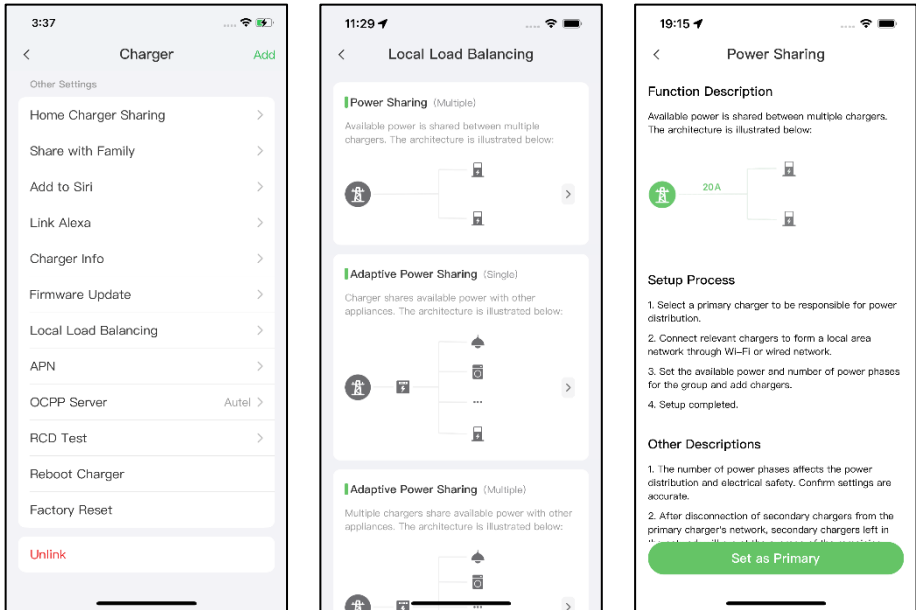 3:37
Charger
Add
Other Settings
Home Charger Sharing
Share with Family
Add to Siri
Link Alexa
Charger Info
Firmware Update
Local Load Balancing
APN
OCPP Server Autel
RCD Test
Reboot Charger
Factory Reset
Unlink
11:29
Local Load Balancing
Power Sharing (Multiple)
Available power is shared between multiple
chargers. The architecture is illustrated below:
Adaptive Power Sharing (Single)
Charger shares available power with other
appliances. The architecture is illustrated below:
Adaptive Power Sharing (Multiple)
Multiple chargers share available power with other
appliances. The architecture is illustrated below:
19:15
Power Sharing
Function Description
Available power is shared between multiple chargers.
The architecture is illustrated below:
20A
Setup Process
1. Select a primary charger to be responsible for power
distribution.
2. Connect relevant chargers to form a local area
network through Wi-Fi or wired network.
3. Set the available power and number of power phases
for the group and add chargers.
4. Setup completed.
Other Descriptions
1. The number of power phases affects the power
distribution and electrical safety. Confirm settings are
accurate.
2. After disconnection of secondary chargers from the
primary charger's network, secondary chargers left in
Set as Primary